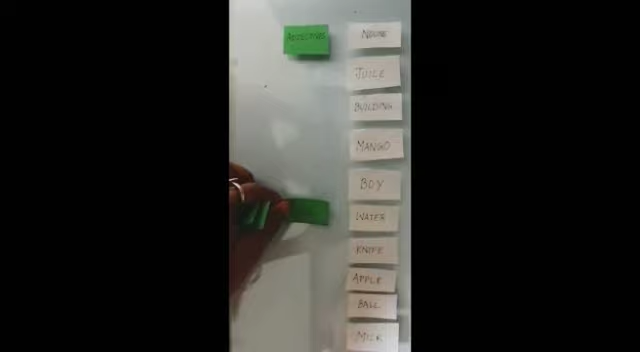 ADJECTIVES
NOUNS
JUICE
BUILDING
MANGO
BOY
WATER
KNIFE
APPLE
BALL
MILK